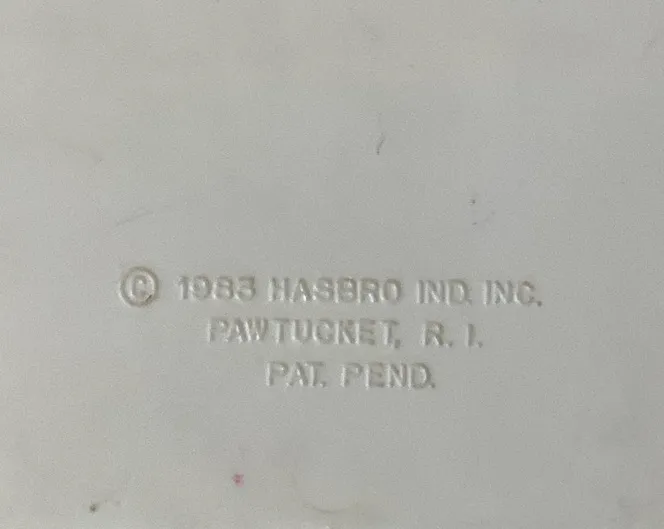 © 1983 HASBRO IND. INC.
PAWTUCKET, R. I.
PAT. PEND.